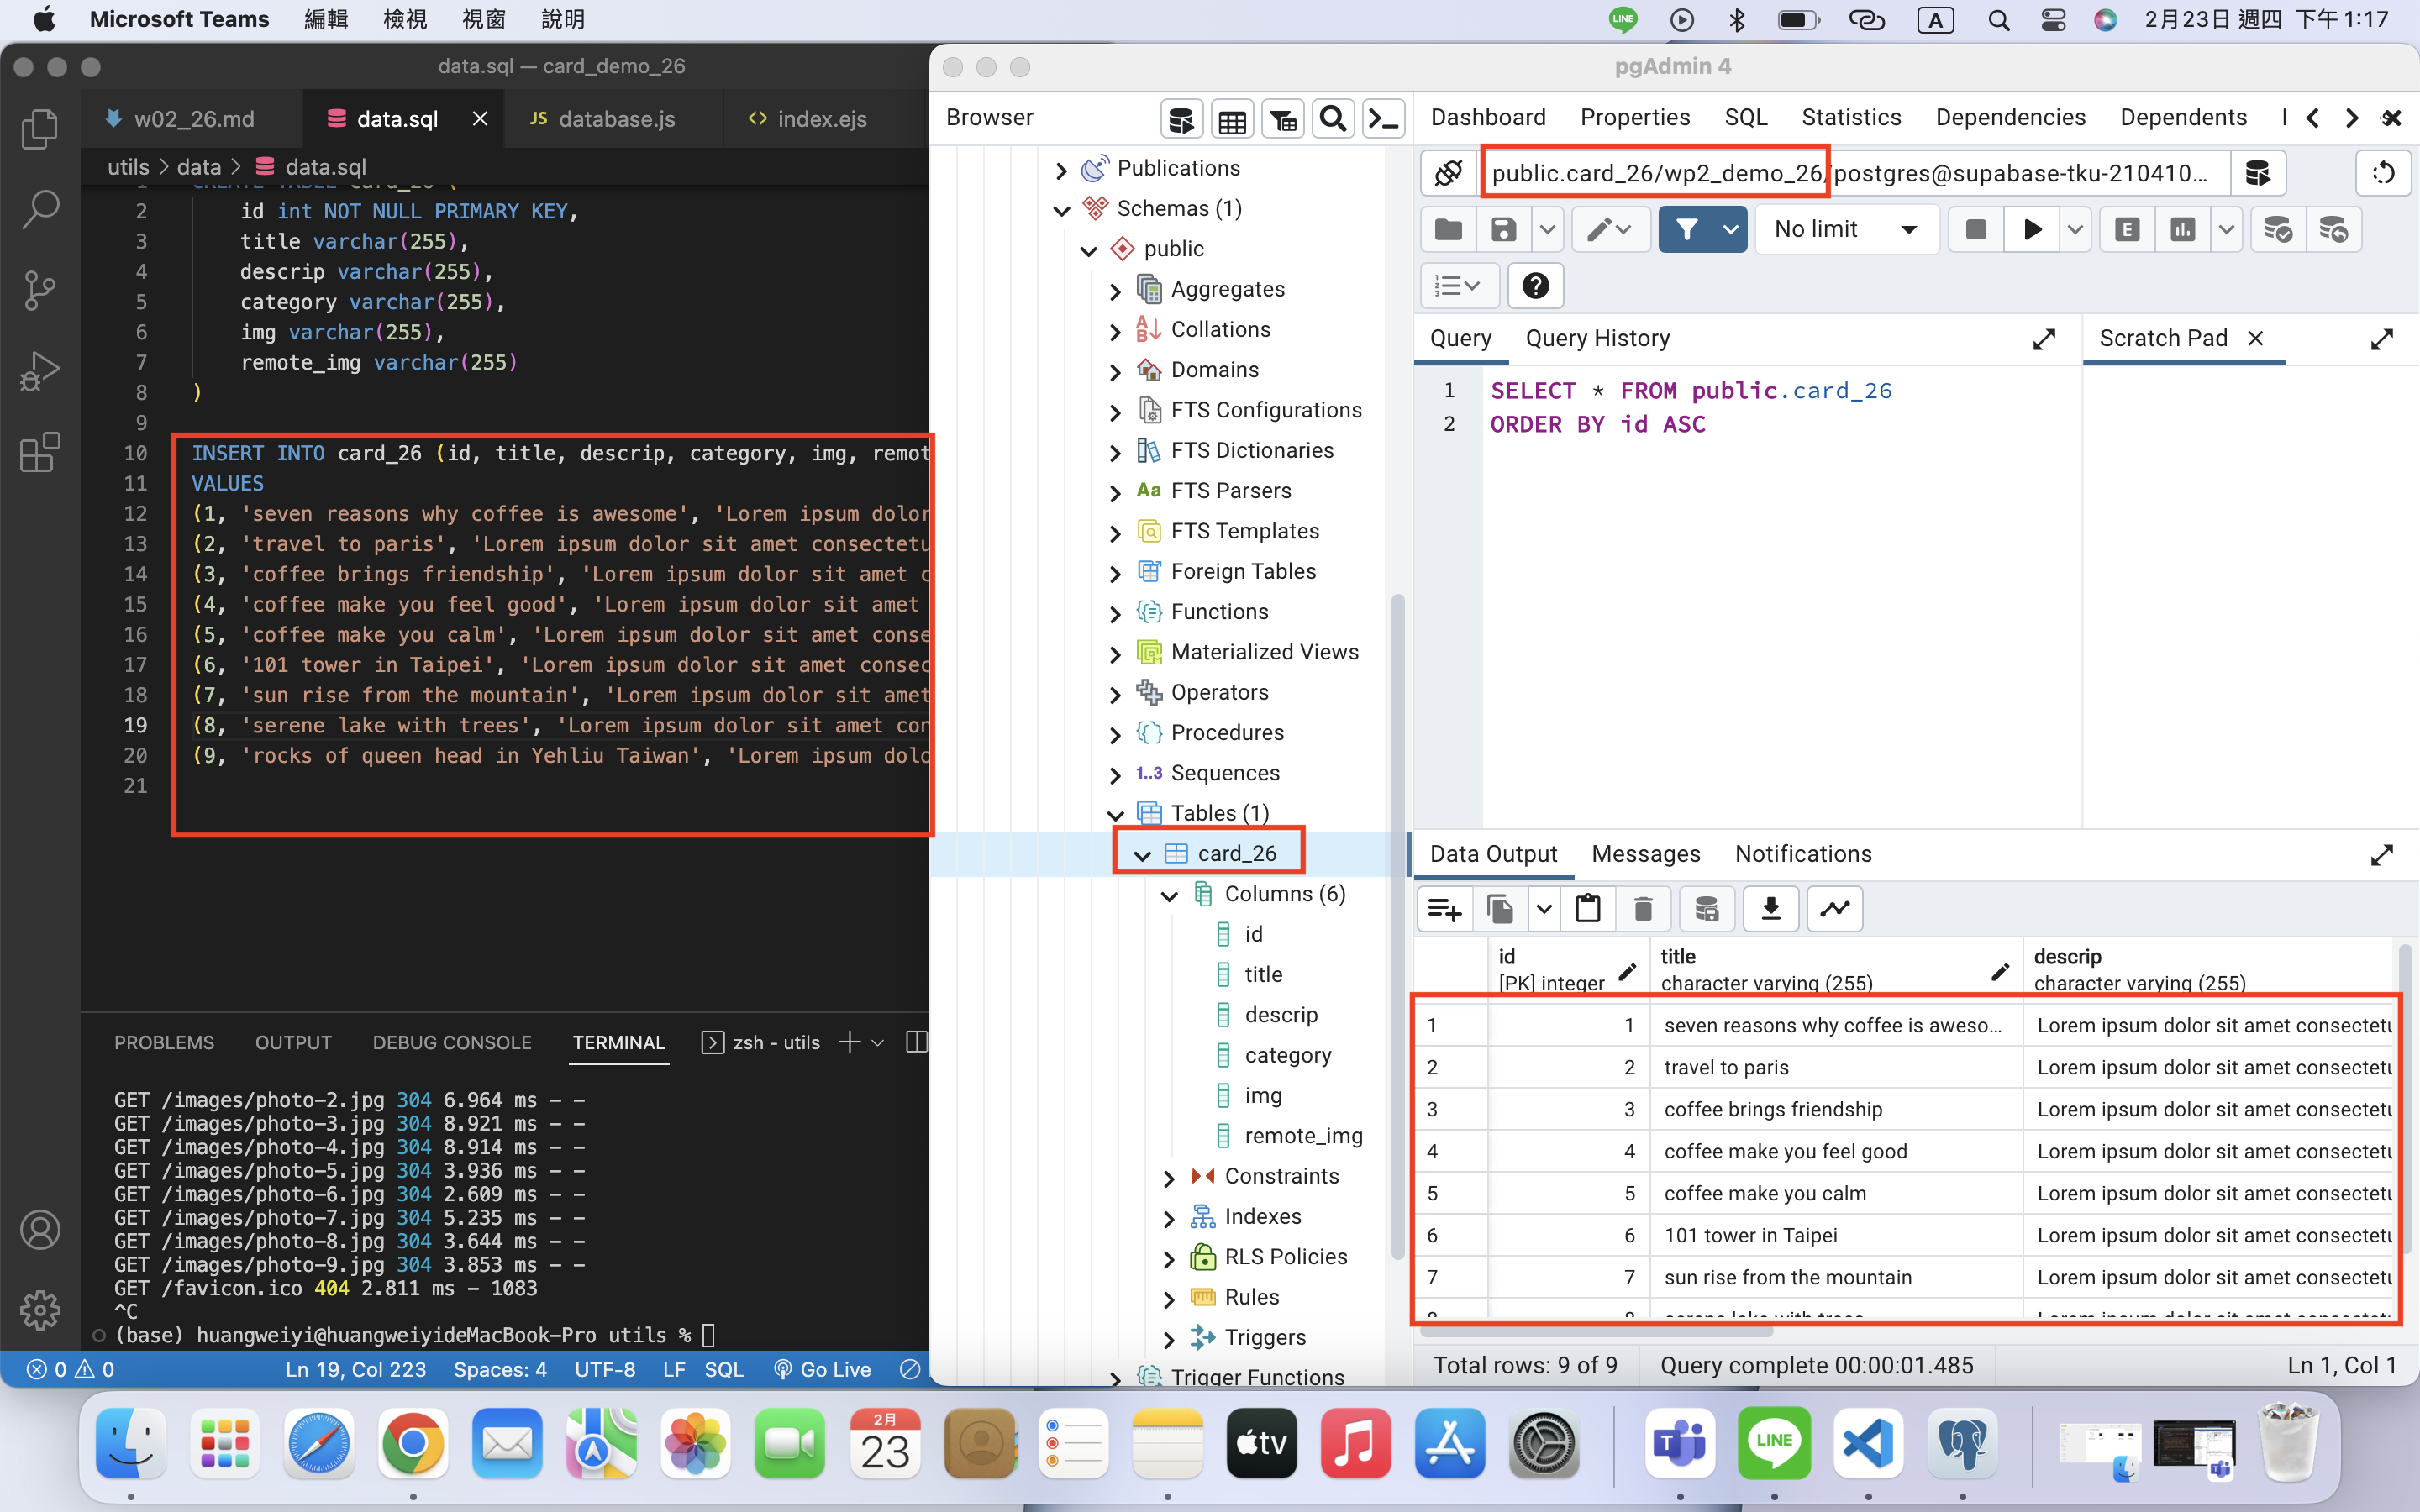 Microsoft Teams 編輯 檢視 視窗 說明
LINE A 2月23日 週四 下午 1:17
data.sql — card_demo_26
w02_26.md data.sql JS database.js <> index.ejs
utils > data > data.sql
2 id int NOT NULL PRIMARY KEY,
3 title varchar(255),
4 descrip varchar(255),
5 category varchar(255),
6 img varchar(255),
7 remote_img varchar(255)
8 )
9
10 INSERT INTO card_26 (id, title, descrip, category, img, remot
11 VALUES
12 (1, 'seven reasons why coffee is awesome', 'Lorem ipsum dolor
13 (2, 'travel to paris', 'Lorem ipsum dolor sit amet consectetu
14 (3, 'coffee brings friendship', 'Lorem ipsum dolor sit amet c
15 (4, 'coffee make you feel good', 'Lorem ipsum dolor sit amet
16 (5, 'coffee make you calm', 'Lorem ipsum dolor sit amet conse
17 (6, '101 tower in Taipei', 'Lorem ipsum dolor sit amet consec
18 (7, 'sun rise from the mountain', 'Lorem ipsum dolor sit amet
19 (8, 'serene lake with trees', 'Lorem ipsum dolor sit amet con
20 (9, 'rocks of queen head in Yehliu Taiwan', 'Lorem ipsum dolo
21
PROBLEMS OUTPUT DEBUG CONSOLE TERMINAL zsh - utils
GET /images/photo-2.jpg 304 6.964 ms - -
GET /images/photo-3.jpg 304 8.921 ms - -
GET /images/photo-4.jpg 304 8.914 ms - -
GET /images/photo-5.jpg 304 3.936 ms - -
GET /images/photo-6.jpg 304 2.609 ms - -
GET /images/photo-7.jpg 304 5.235 ms - -
GET /images/photo-8.jpg 304 3.644 ms - -
GET /images/photo-9.jpg 304 3.853 ms - -
GET /favicon.ico 404 2.811 ms - 1083
^C
(base) huangweiyi@huangweiyideMacBook-Pro utils %
0 0 Ln 19, Col 223 Spaces: 4 UTF-8 LF SQL Go Live
pgAdmin 4
Browser
Publications
Schemas (1)
public
Aggregates
Collations
Domains
FTS Configurations
FTS Dictionaries
Aa FTS Parsers
FTS Templates
Foreign Tables
Functions
Materialized Views
Operators
Procedures
1..3 Sequences
Tables (1)
card_26
Columns (6)
id
title
descrip
category
img
remote_img
Constraints
Indexes
RLS Policies
Rules
Triggers
Trigger Functions
Dashboard Properties SQL Statistics Dependencies Dependents
public.card_26/wp2_demo_26/postgres@supabase-tku-210410...
No limit E
Query Query History Scratch Pad
1 SELECT * FROM public.card_26
2 ORDER BY id ASC
Data Output Messages Notifications
id title descrip
[PK] integer character varying (255) character varying (255)
1 1 seven reasons why coffee is aweso... Lorem ipsum dolor sit amet consectetu
2 2 travel to paris Lorem ipsum dolor sit amet consectetu
3 3 coffee brings friendship Lorem ipsum dolor sit amet consectetu
4 4 coffee make you feel good Lorem ipsum dolor sit amet consectetu
5 5 coffee make you calm Lorem ipsum dolor sit amet consectetu
6 6 101 tower in Taipei Lorem ipsum dolor sit amet consectetu
7 7 sun rise from the mountain Lorem ipsum dolor sit amet consectetu
Total rows: 9 of 9 Query complete 00:00:01.485 Ln 1, Col 1
2月
23
tv
T
LINE